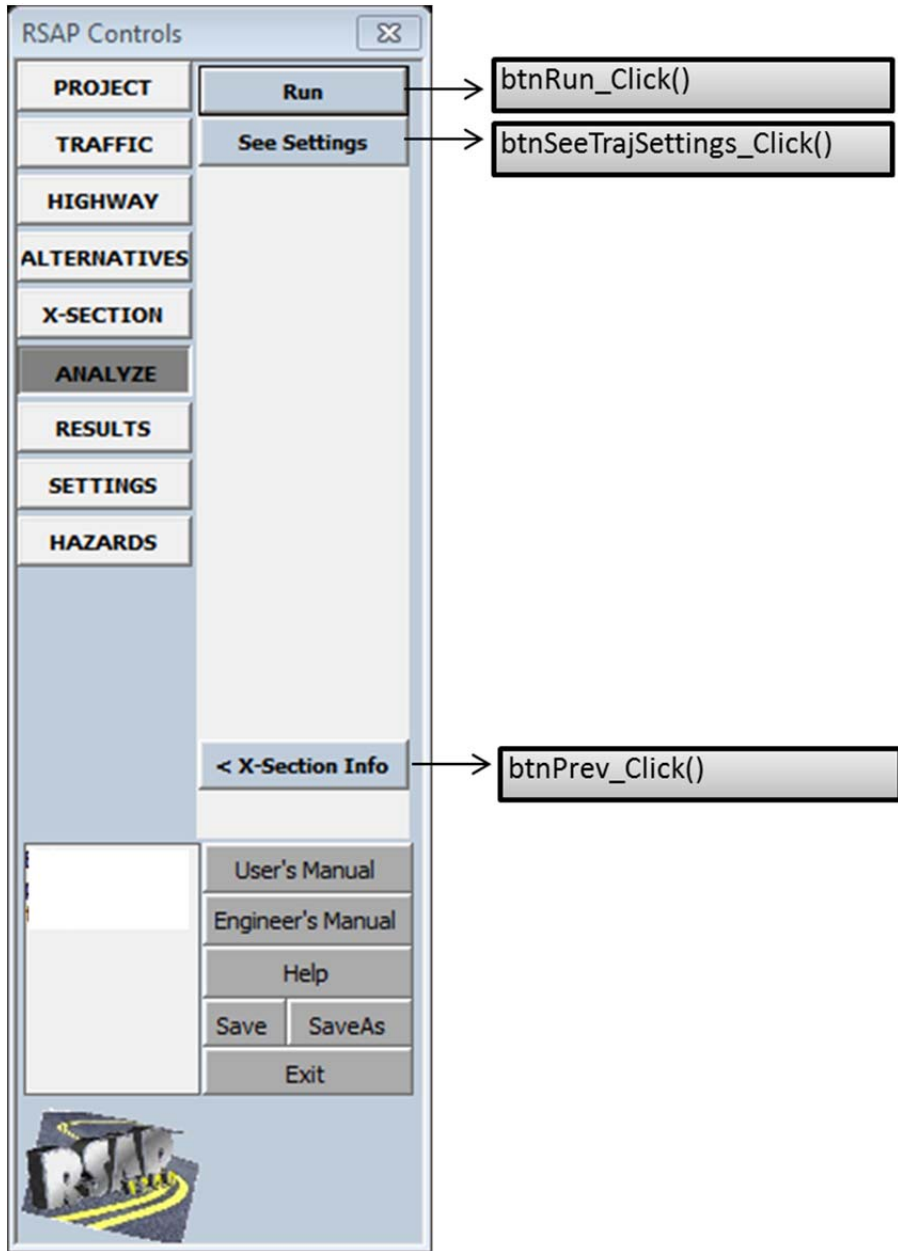 RSAP Controls
PROJECT
TRAFFIC
HIGHWAY
ALTERNATIVES
X-SECTION
ANALYZE
RESULTS
SETTINGS
HAZARDS
Run
See Settings
< X-Section Info
User's Manual
Engineer's Manual
Help
Save SaveAs
Exit
RSAP
btnRun_Click()
btnSeeTrajSettings_Click()
btnPrev_Click()